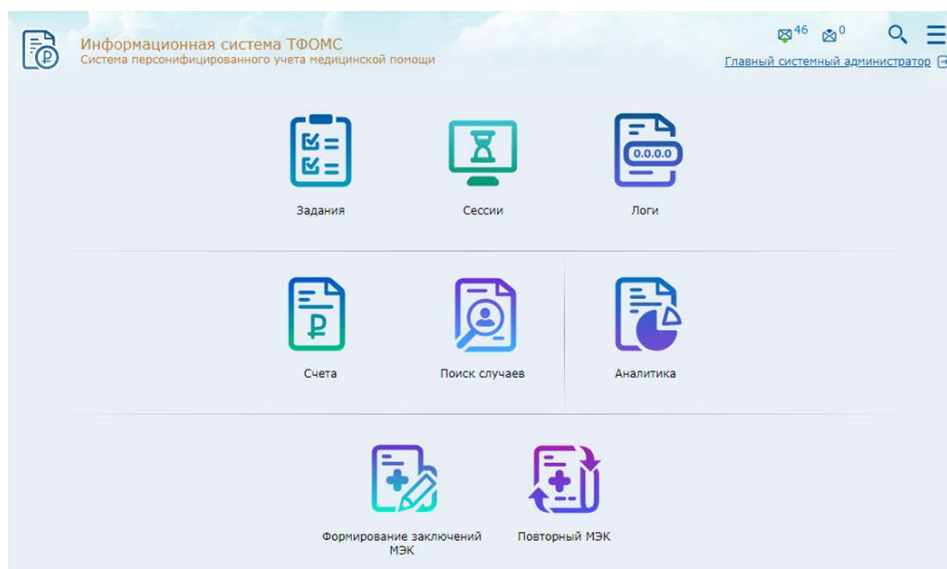 Информационная система ТФОМС
Система персонифицированного учета медицинской помощи
46 0
Главный системный администратор
0.0.0.0
Задания Сессии Логи
₽
Счета Поиск случаев Аналитика
Формирование заключений МЭК
Повторный МЭК